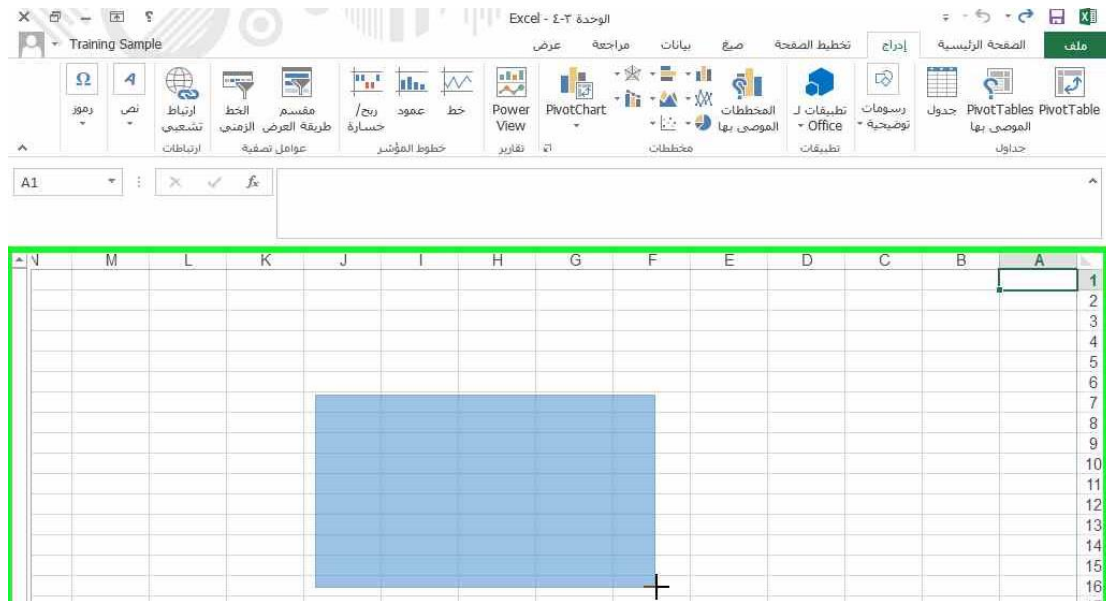 الوحدة ٣-٤ - Excel
ملف الصفحة الرئيسية إدراج تخطيط الصفحة صيغ بيانات مراجعة عرض Training Sample
PivotTable
PivotTables الموصى بها
جدول
جداول
رسومات توضيحية
تطبيقات لـ Office
تطبيقات
المخططات الموصى بها
PivotChart
مخططات
Power View
تقارير
خط
عمود
ربح/ خسارة
خطوط المؤشر
مقسم طريقة العرض
الخط الزمني
عوامل تصفية
ارتباط تشعبي
ارتباطات
نص
رموز
A1
fx
A B C D E F G H I J K L M N
1
2
3
4
5
6
7
8
9
10
11
12
13
14
15
16